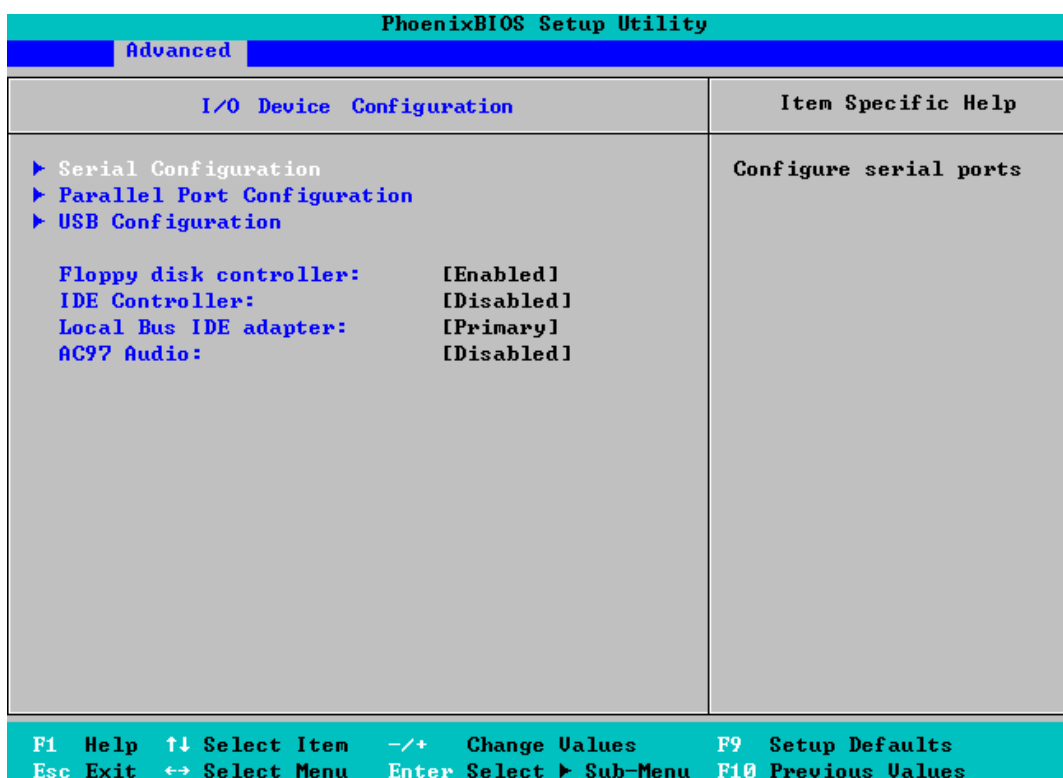 PhoenixBIOS Setup Utility
Advanced
I/O Device Configuration
Item Specific Help
▶ Serial Configuration
▶ Parallel Port Configuration
▶ USB Configuration
Floppy disk controller: [Enabled]
IDE Controller: [Disabled]
Local Bus IDE adapter: [Primary]
AC97 Audio: [Disabled]
Configure serial ports
F1 Help ↑↓ Select Item -/+ Change Values F9 Setup Defaults
Esc Exit ↔ Select Menu Enter Select ▶ Sub-Menu F10 Previous Values